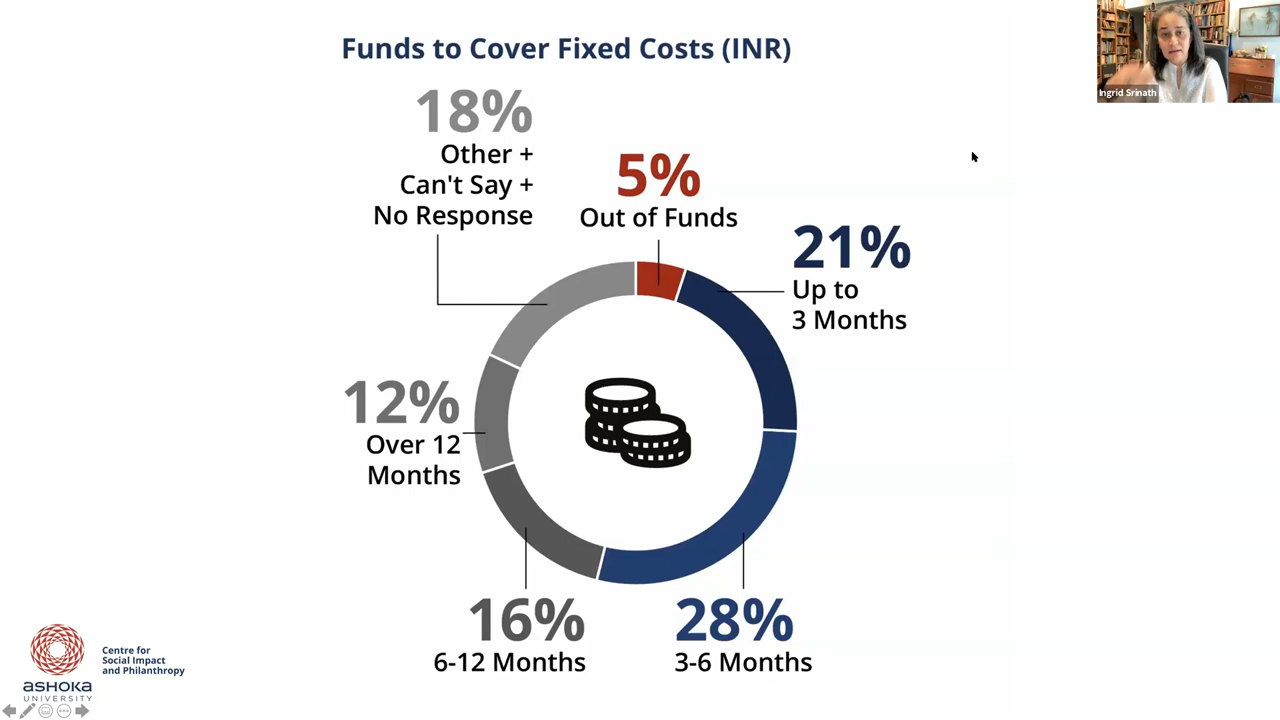 Funds to Cover Fixed Costs (INR)
Ingrid Srinath
18%
Other +
Can't Say +
No Response
5%
Out of Funds
21%
Up to
3 Months
12%
Over 12
Months
16%
6-12 Months
28%
3-6 Months
Centre for
Social Impact
and Philanthropy
ASHOKA
UNIVERSITY